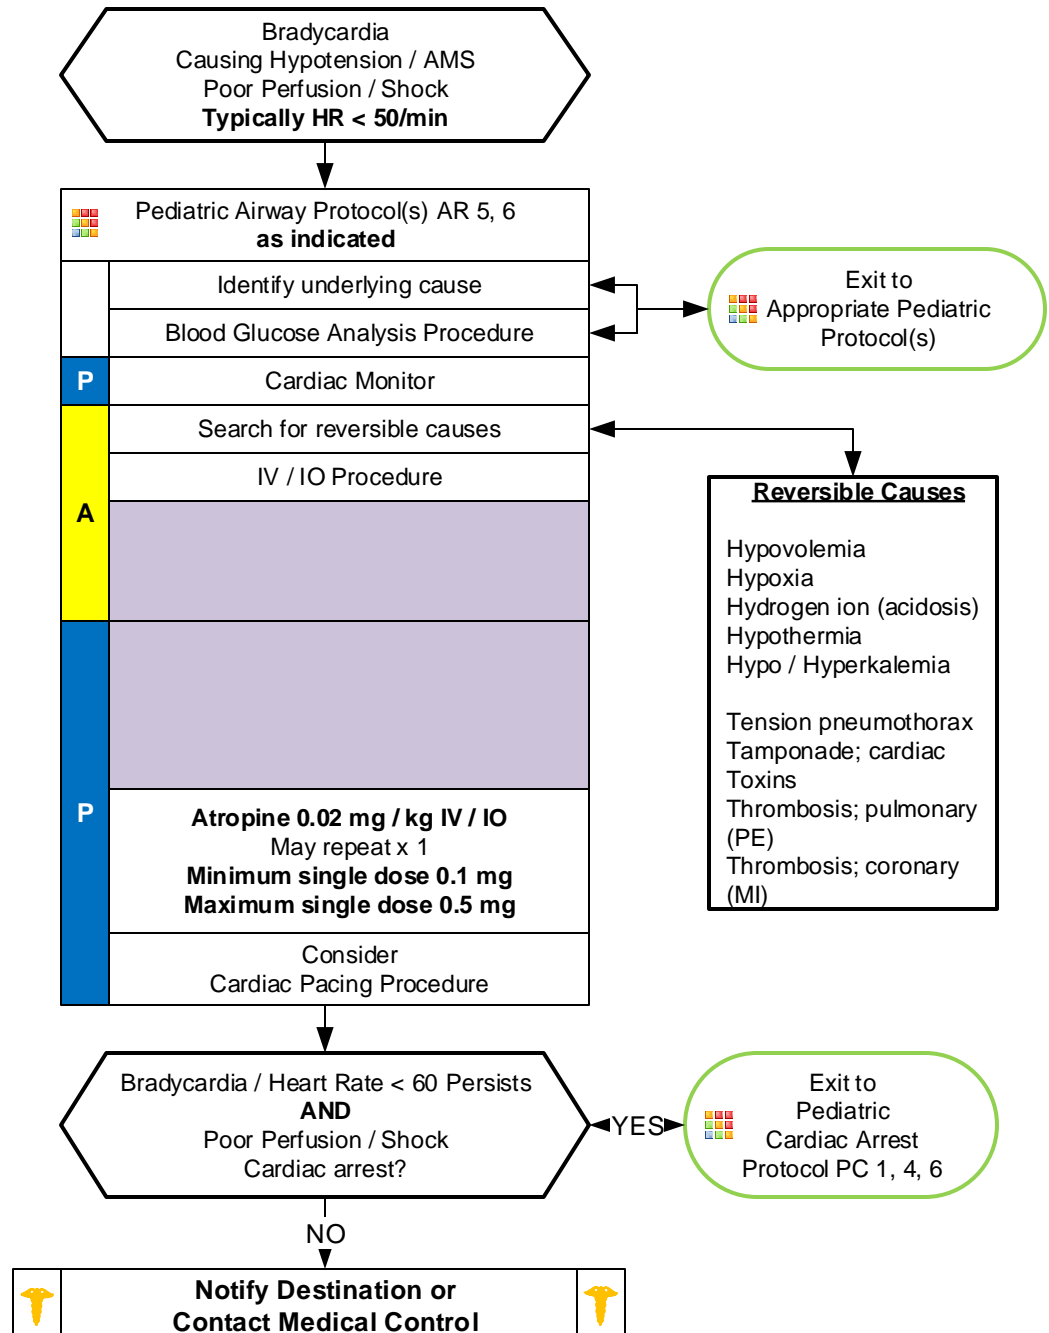 Bradycardia
Causing Hypotension / AMS
Poor Perfusion / Shock
Typically HR < 50/min
Pediatric Airway Protocol(s) AR 5, 6
as indicated
Identify underlying cause
Blood Glucose Analysis Procedure
Exit to
Appropriate Pediatric
Protocol(s)
P
Cardiac Monitor
A
Search for reversible causes
IV / IO Procedure
Reversible Causes
Hypovolemia
Hypoxia
Hydrogen ion (acidosis)
Hypothermia
Hypo / Hyperkalemia
Tension pneumothorax
Tamponade; cardiac
Toxins
Thrombosis; pulmonary
(PE)
Thrombosis; coronary
(MI)
P
Atropine 0.02 mg / kg IV / IO
May repeat x 1
Minimum single dose 0.1 mg
Maximum single dose 0.5 mg
Consider
Cardiac Pacing Procedure
Bradycardia / Heart Rate < 60 Persists
AND
Poor Perfusion / Shock
Cardiac arrest?
YES
Exit to
Pediatric
Cardiac Arrest
Protocol PC 1, 4, 6
NO
Notify Destination or
Contact Medical Control